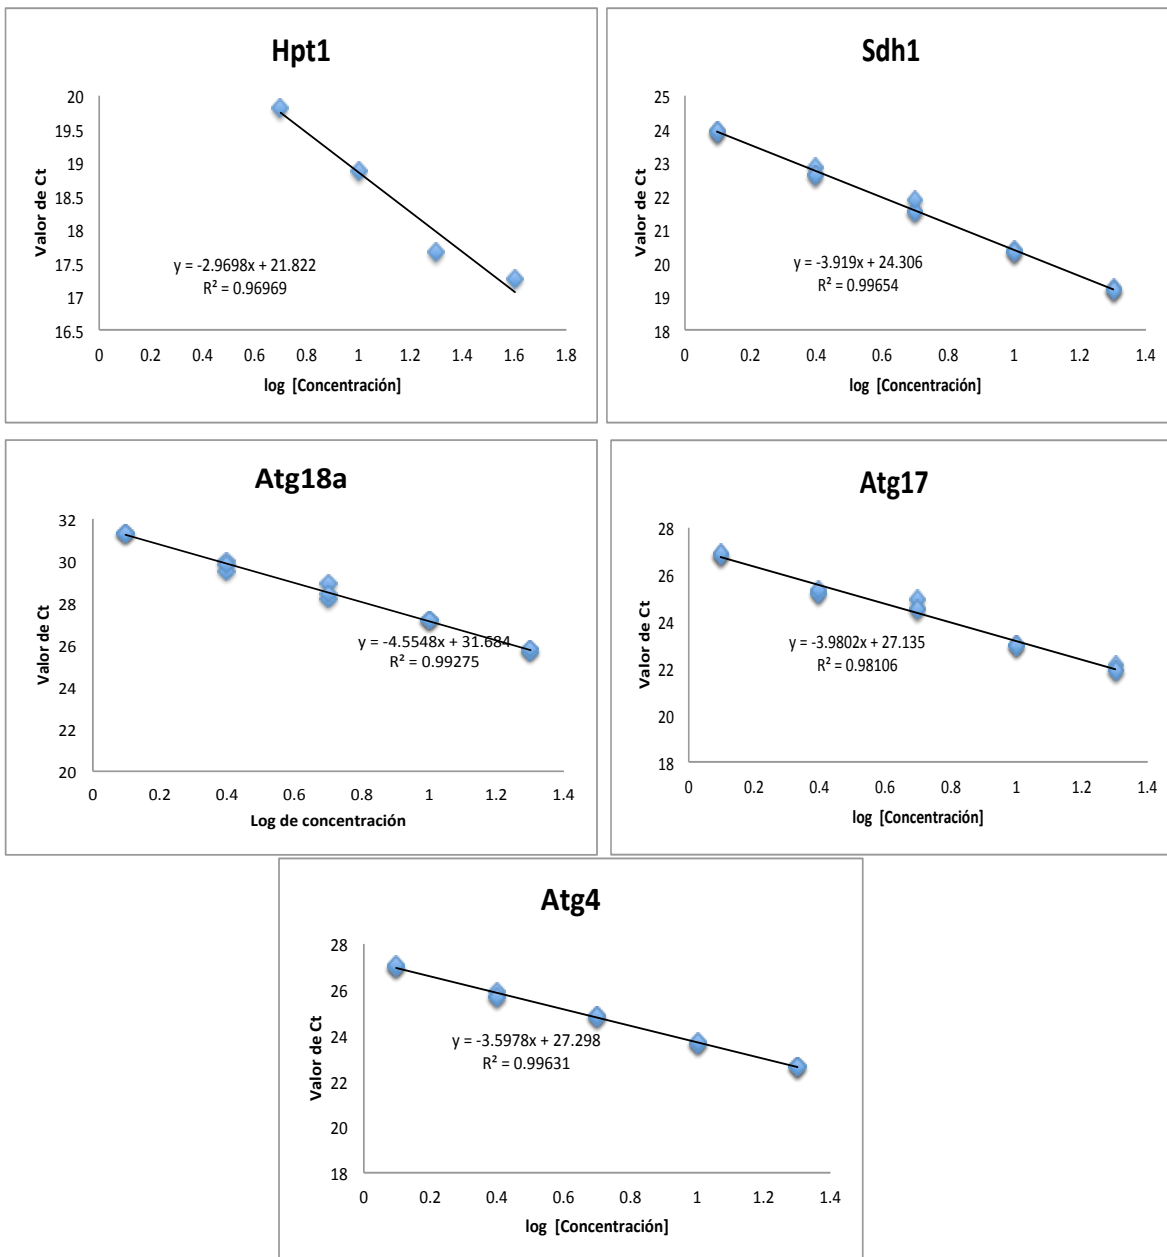 Hpt1
20
19.5
19
18.5
18
17.5
17
16.5
Valor de Ct
y = -2.9698x + 21.822
R² = 0.96969
0 0.2 0.4 0.6 0.8 1 1.2 1.4 1.6 1.8
log [Concentración]
Sdh1
25
24
23
22
21
20
19
18
Valor de Ct
y = -3.919x + 24.306
R² = 0.99654
0 0.2 0.4 0.6 0.8 1 1.2 1.4
log [Concentración]
Atg18a
32
30
28
26
24
22
20
Valor de Ct
y = -4.5548x + 31.684
R² = 0.99275
0 0.2 0.4 0.6 0.8 1 1.2 1.4
Log de concentración
Atg17
28
26
24
22
20
18
Valor de Ct
y = -3.9802x + 27.135
R² = 0.98106
0 0.2 0.4 0.6 0.8 1 1.2 1.4
log [Concentración]
Atg4
28
26
24
22
20
18
Valor de Ct
y = -3.5978x + 27.298
R² = 0.99631
0 0.2 0.4 0.6 0.8 1 1.2 1.4
log [Concentración]